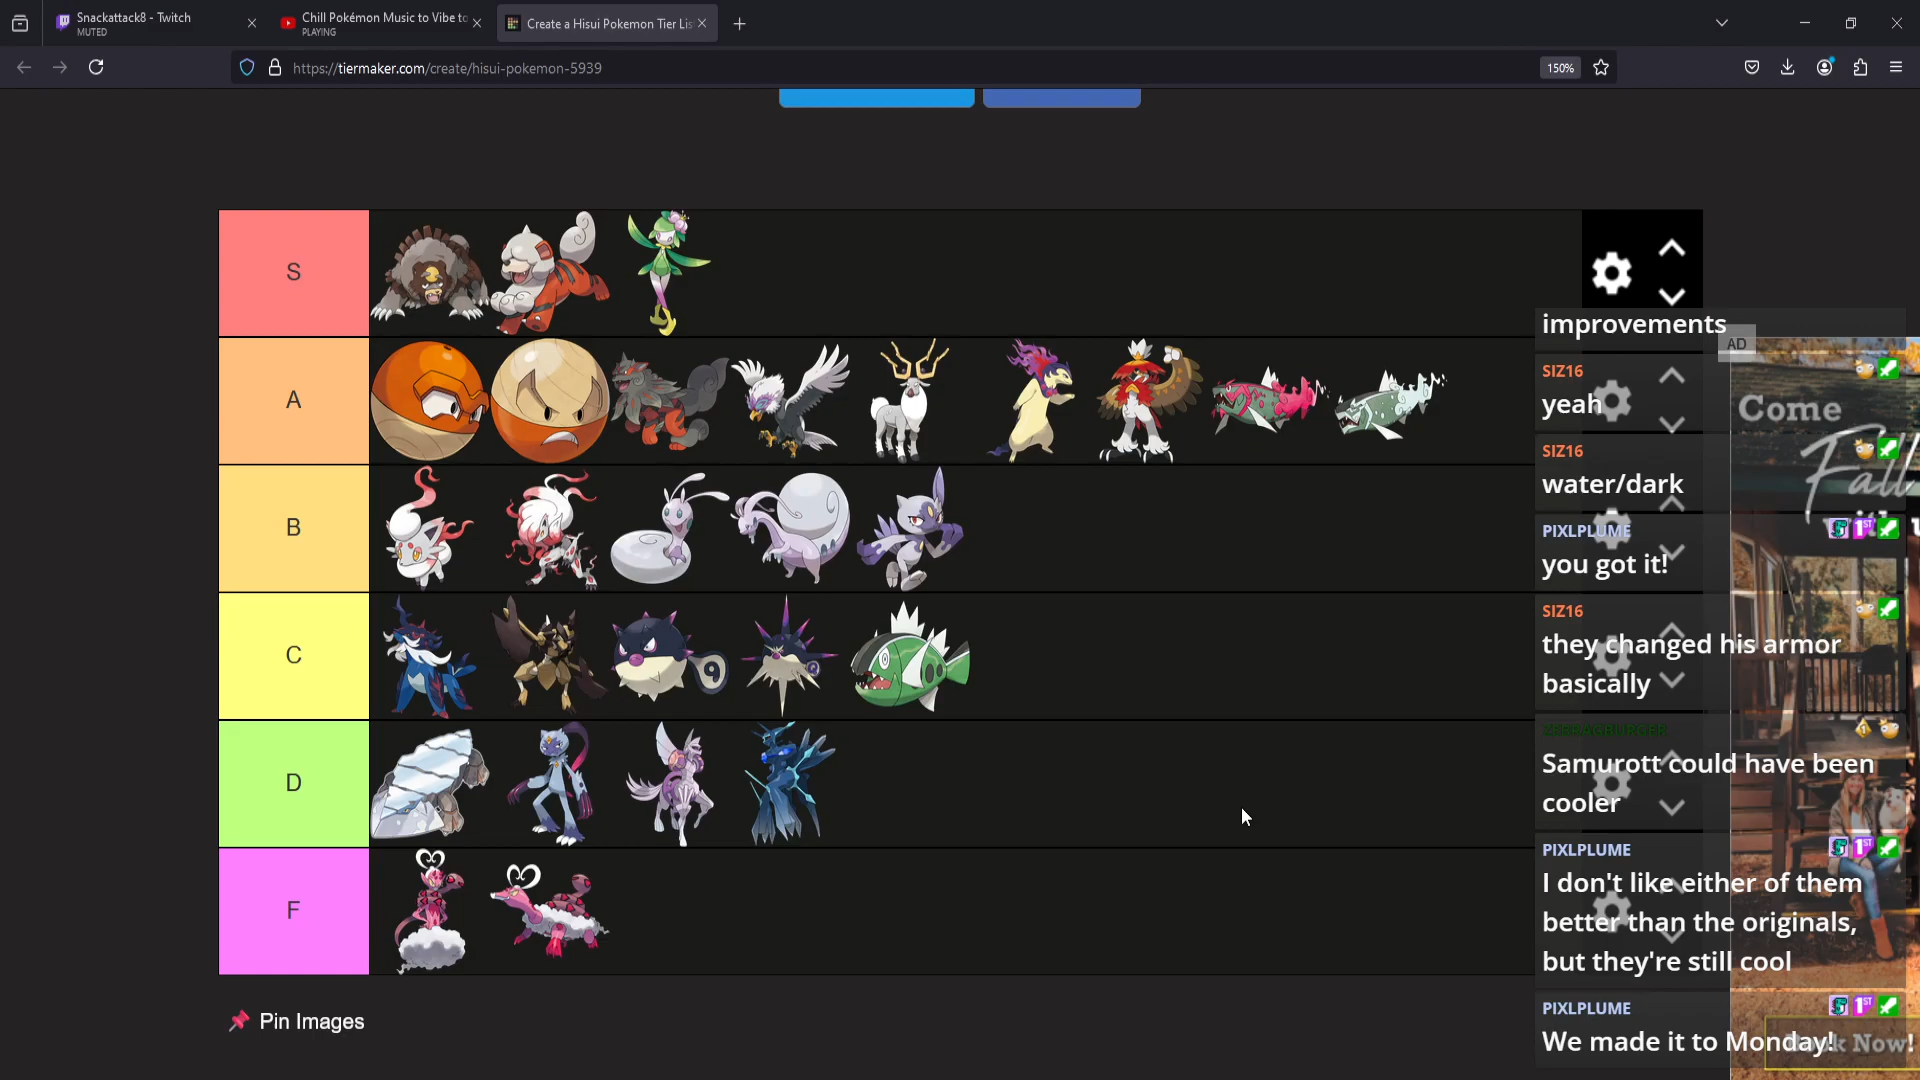 Snackattack8 - Twitch
MUTED
Chill Pokémon Music to Vibe to
PLAYING
Create a Hisui Pokemon Tier Lis
https://tiermaker.com/create/hisui-pokemon-5939
150%
S
A
B
C
D
F
improvements
AD
SIZ16
yeah
SIZ16
water/dark
PIXLPLUME
you got it!
SIZ16
they changed his armor
basically
Samurott could have been
cooler
PIXLPLUME
I don't like either of them
better than the originals,
but they're still cool
PIXLPLUME
We made it to Monday!
Come
Fall
Book Now!
Pin Images